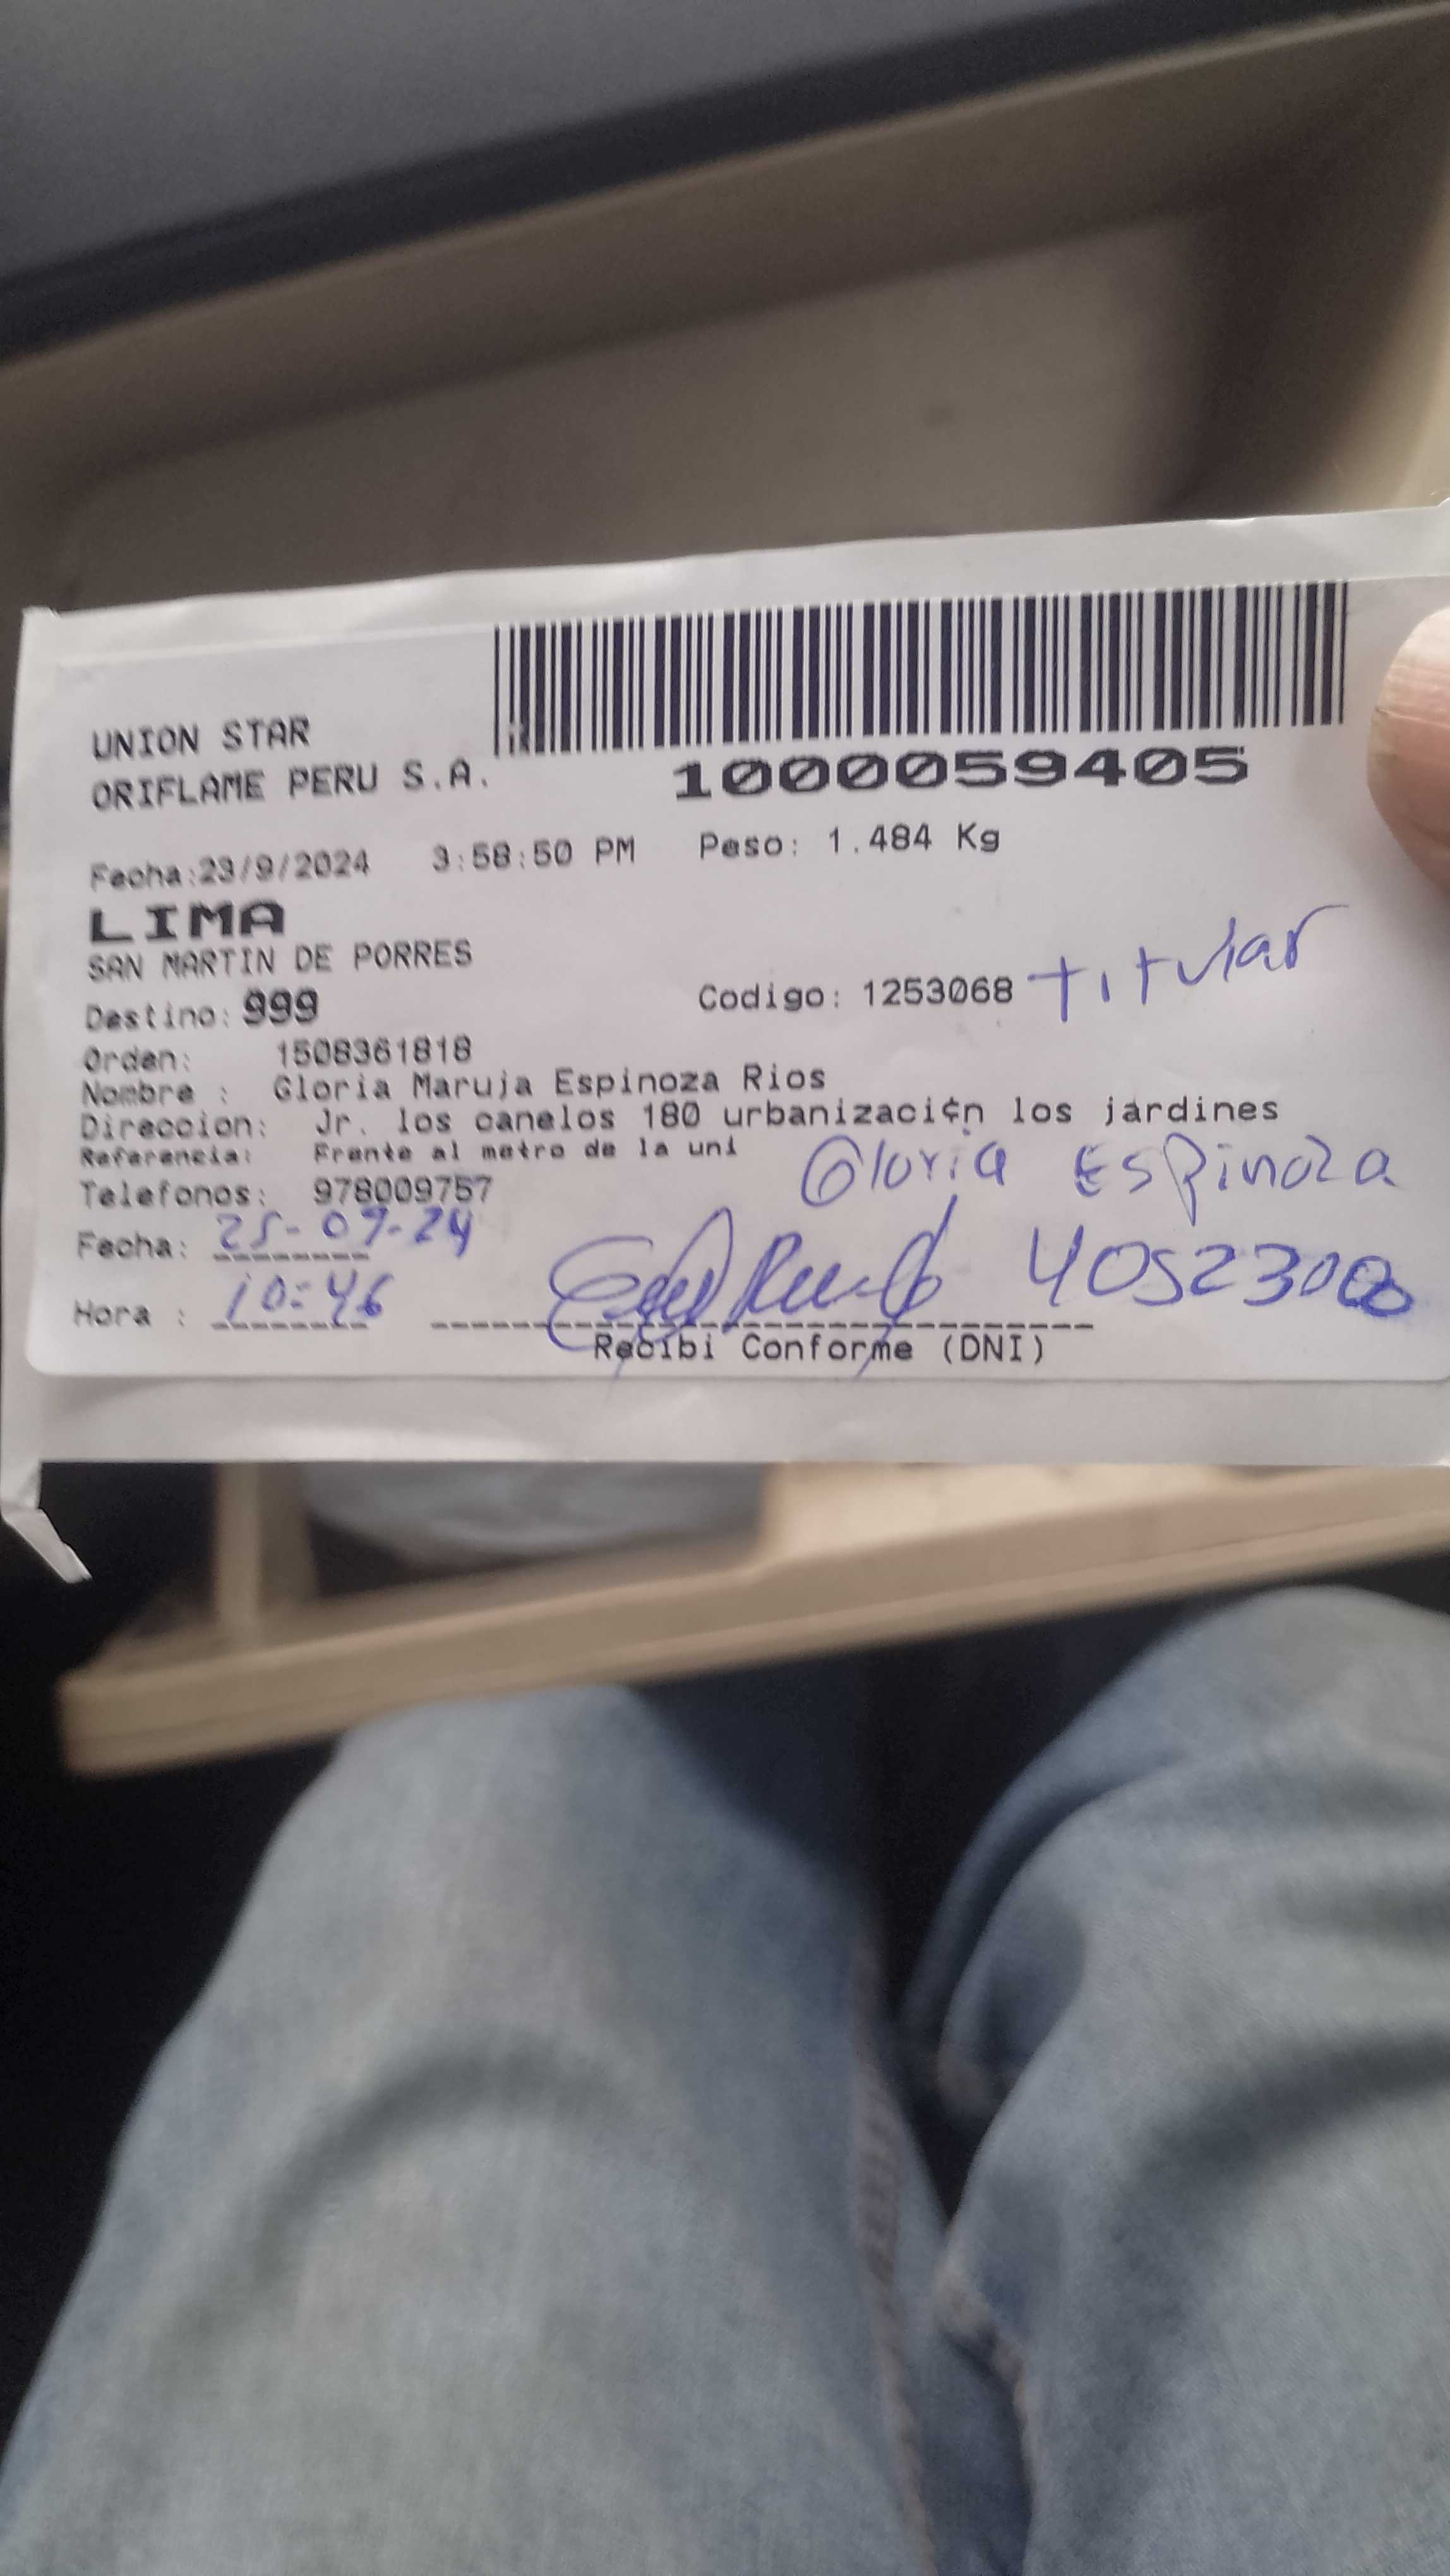 UNION STAR
ORIFLAME PERU S.A.
1000059405
Fecha:23/9/2024 3:58:50 PM Peso: 1.484 Kg
LIMA
SAN MARTIN DE PORRES
Destino: 999 Codigo: 1253068 titular
Orden: 1508361818
Nombre : Gloria Maruja Espinoza Rios
Direccion: Jr. los canelos 180 urbanizaci¢n los jardines
Referencia: Frente al metro de la uni
Gloria Espinoza
Telefonos: 978009757
Fecha: 25-09-24
Hora : 10:46
Recibi Conforme (DNI)